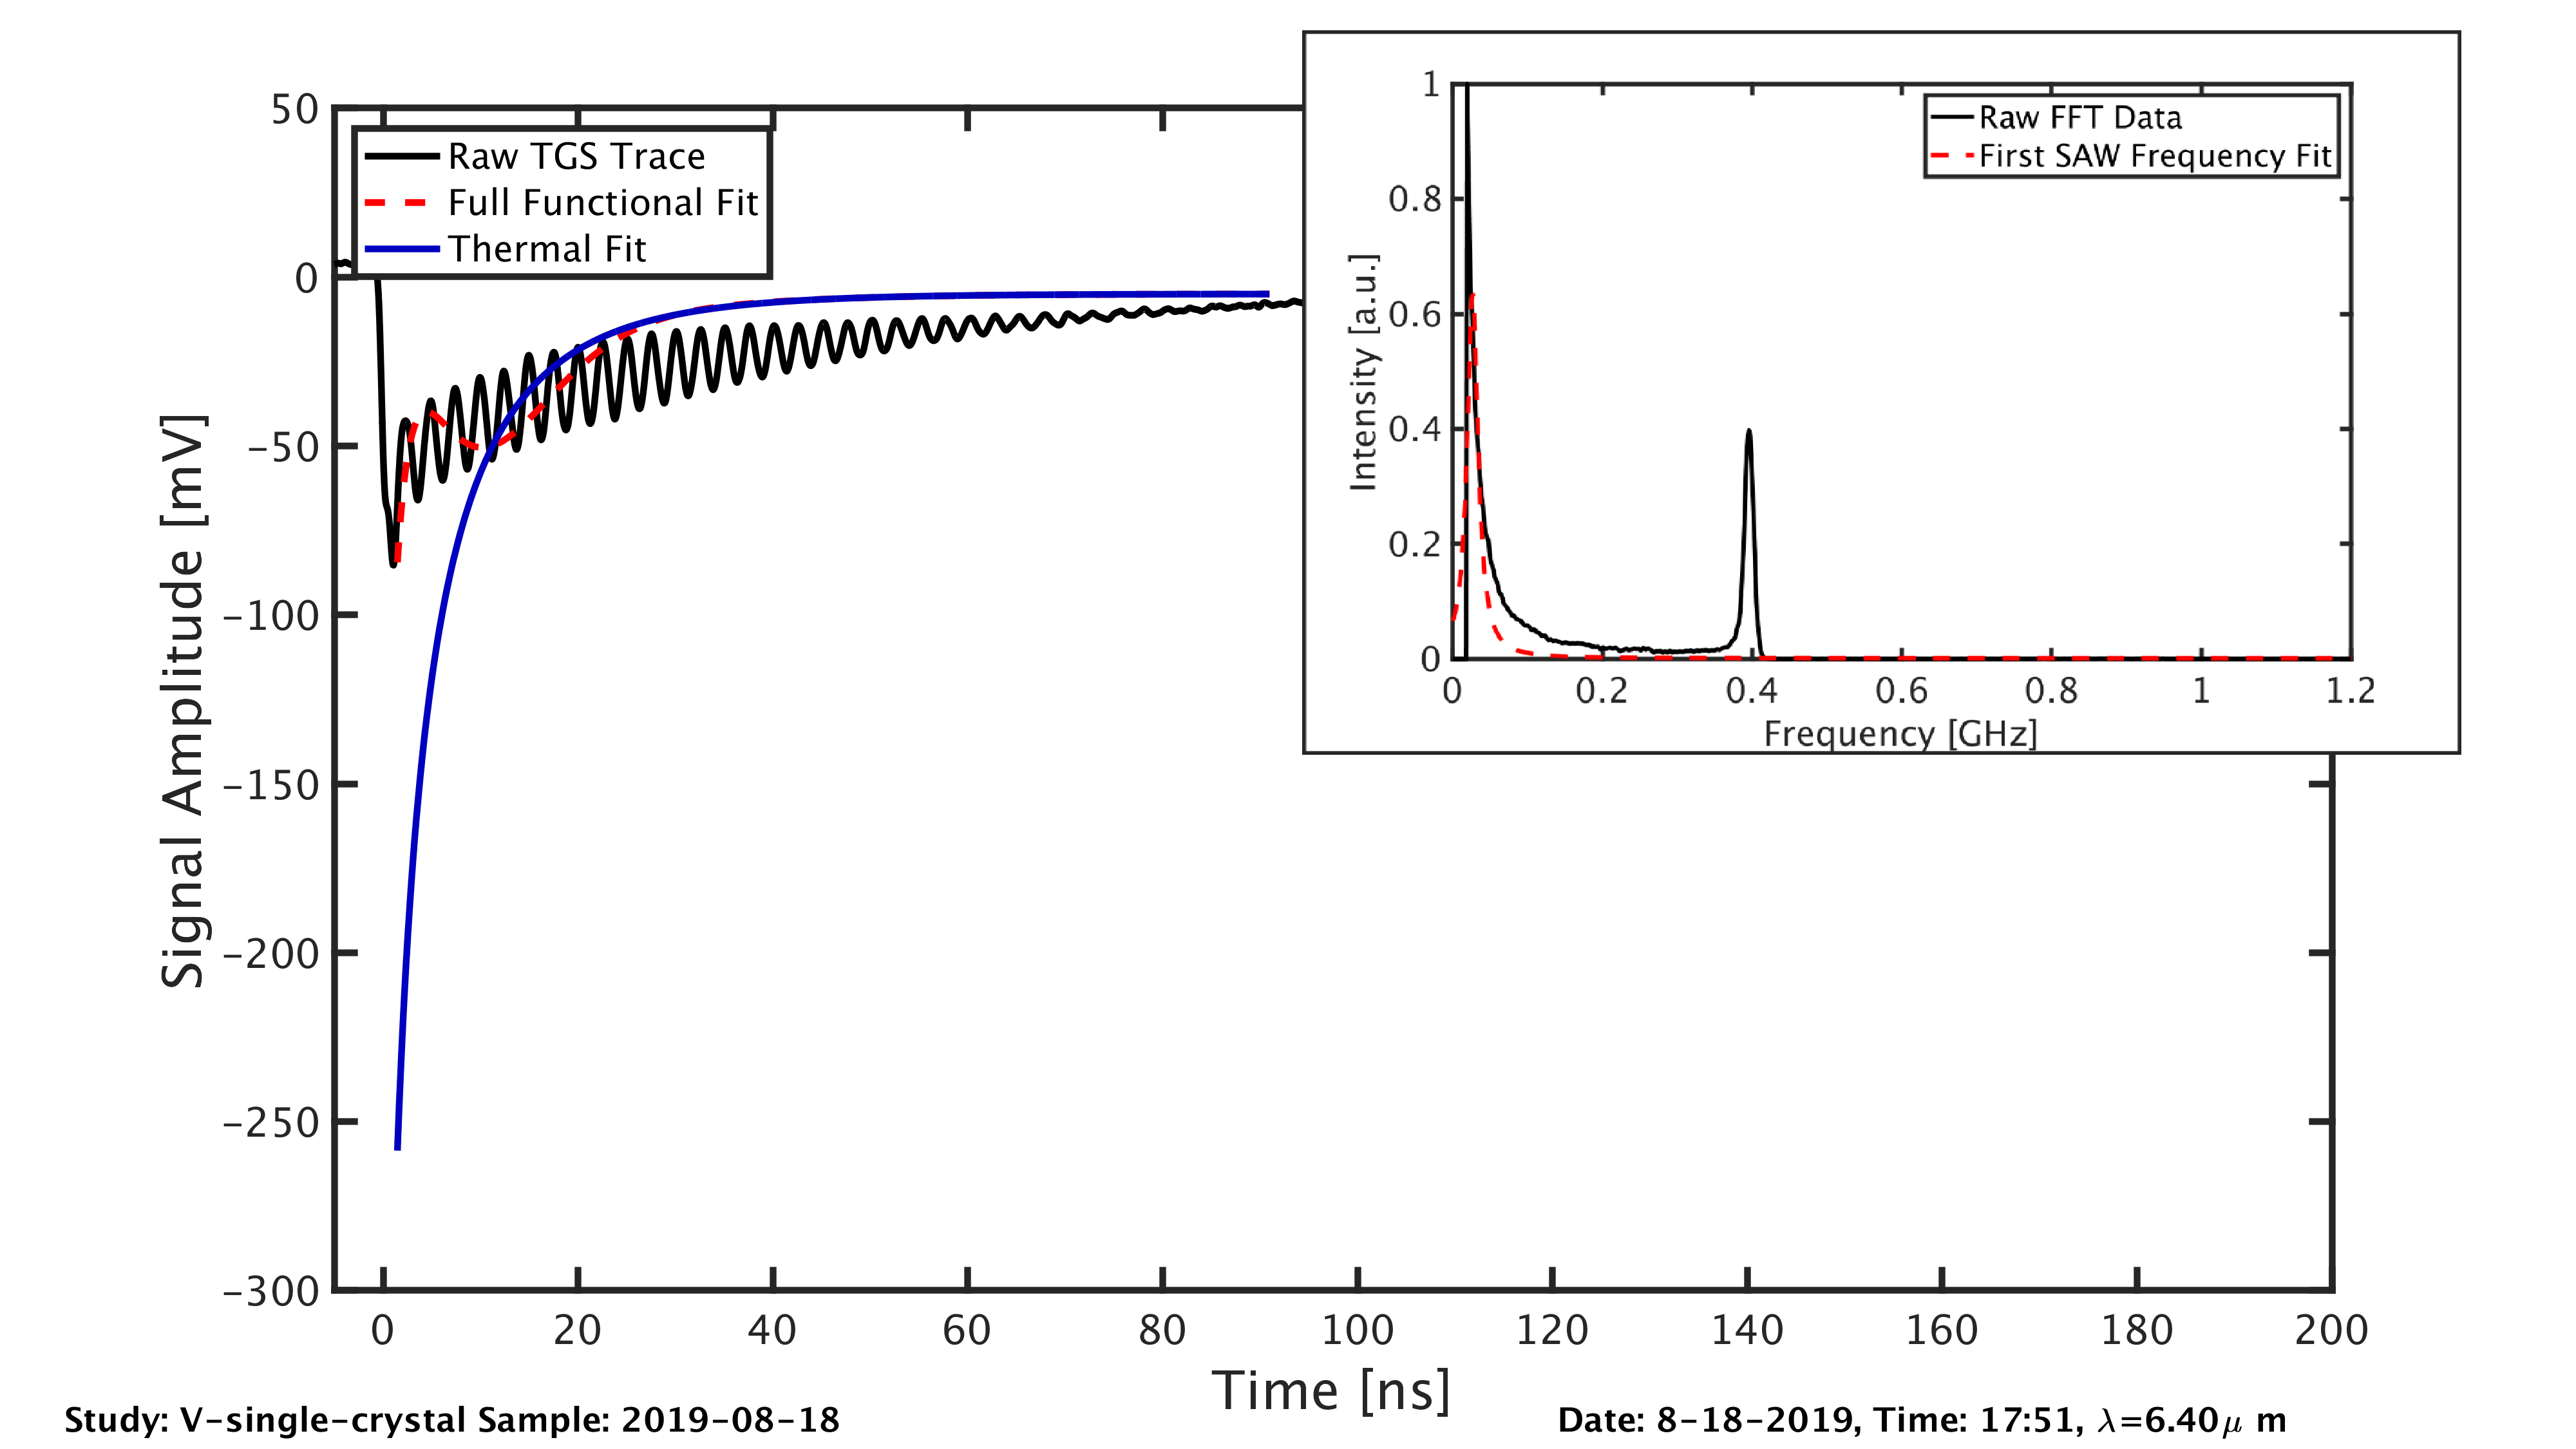 50
0
−50
−100
−150
−200
−250
−300
Signal Amplitude [mV]
Raw TGS Trace
Full Functional Fit
Thermal Fit
0 20 40 60 80 100 120 140 160 180 200
Time [ns]
1
0.8
0.6
0.4
0.2
0
Intensity [a.u.]
Raw FFT Data
First SAW Frequency Fit
0 0.2 0.4 0.6 0.8 1 1.2
Frequency [GHz]
Study: V−single−crystal Sample: 2019−08−18
Date: 8−18−2019, Time: 17:51, λ=6.40μ m